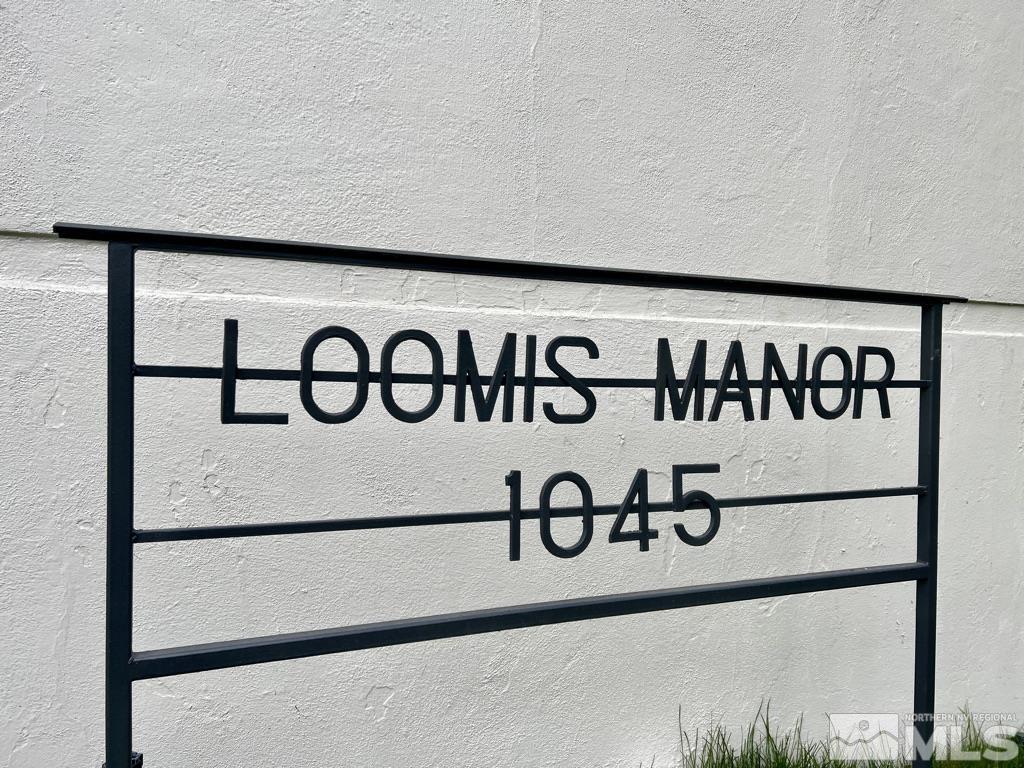 LOOMIS MANOR
1045
NORTHERN NV REGIONAL
MLS